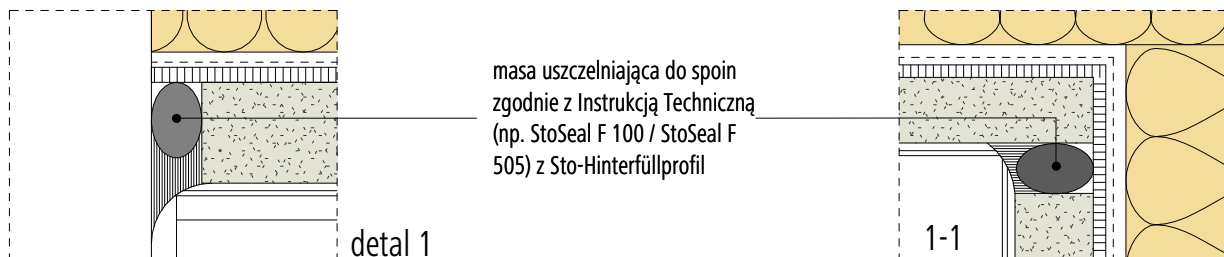 masa uszczelniająca do spoin
zgodnie z Instrukcją Techniczną
(np. StoSeal F 100 / StoSeal F
505) z Sto-Hinterfüllprofil
detal 1
1-1